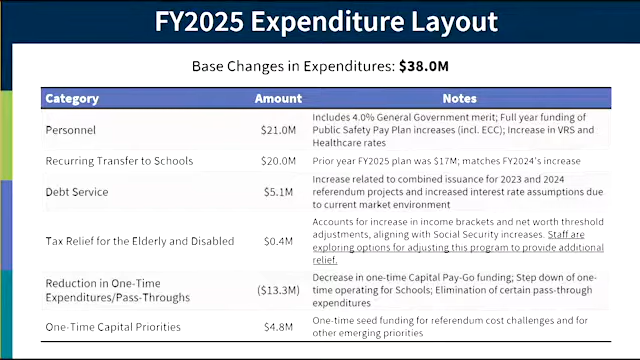 FY2025 Expenditure Layout
Base Changes in Expenditures: $38.0M
Category Amount Notes
Personnel $21.0M Includes 4.0% General Government merit; Full year funding of
Public Safety Pay Plan increases (incl. ECC); Increase in VRS and
Healthcare rates
Recurring Transfer to Schools $20.0M Prior year FY2025 plan was $17M; matches FY2024's increase
Debt Service $5.1M Increase related to combined issuance for 2023 and 2024
referendum projects and increased interest rate assumptions due
to current market environment
Tax Relief for the Elderly and Disabled $0.4M Accounts for increase in income brackets and net worth threshold
adjustments, aligning with Social Security increases. Staff are
exploring options for adjusting this program to provide additional
relief.
Reduction in One-Time
Expenditures/Pass-Throughs ($13.3M) Decrease in one-time Capital Pay-Go funding; Step down of one-
time operating for Schools; Elimination of certain pass-through
expenditures
One-Time Capital Priorities $4.8M One-time seed funding for referendum cost challenges and for
other emerging priorities